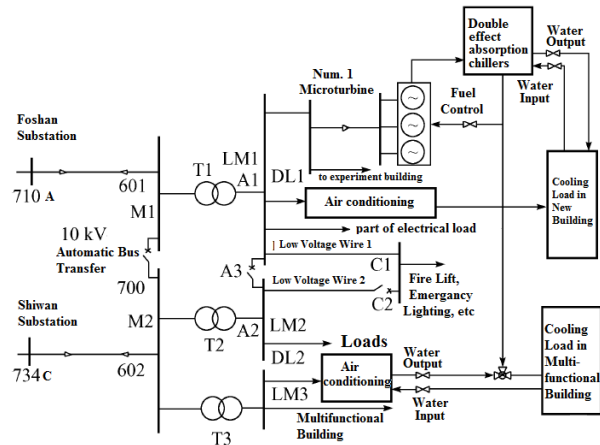 Double
effect
absorption
chillers
Water
Output
Water
Input
Num. 1
Microturbine
~
~
~
Fuel
Control
Foshan
Substation
710 A
601
M1
T1
LM1
A1
DL1
to experiment building
Air conditioning
part of electrical load
Cooling
Load in
New
Building
10 kV
Automatic Bus
Transfer
700
A3
Low Voltage Wire 1
Low Voltage Wire 2
C1
C2
Fire Lift,
Emergancy
Lighting, etc
Shiwan
Substation
734 C
602
M2
T2
A2
LM2
DL2
Loads
Air
conditioning
Water
Output
Water
Input
Cooling
Load in
Multi-
functional
Building
LM3
Multifunctional
Building
T3